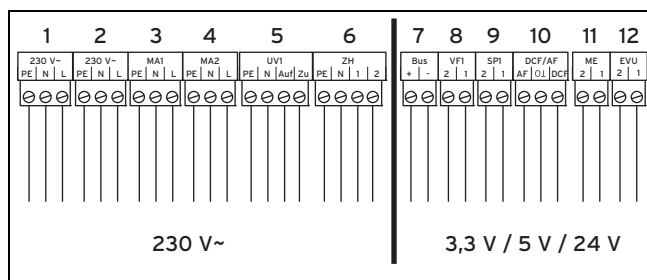 1 2 3 4 5 6 7 8 9 10 11 12
230 V~ 230 V~ MA1 MA2 UV1 ZH Bus VF1 SP1 DCF/AF ME EVU
PE N L PE N L PE N L PE N L PE N Auf Zu PE N 1 2 + - 2 1 2 1 AF O⊥ DCF 2 1 2 1
230 V~ 3,3 V / 5 V / 24 V